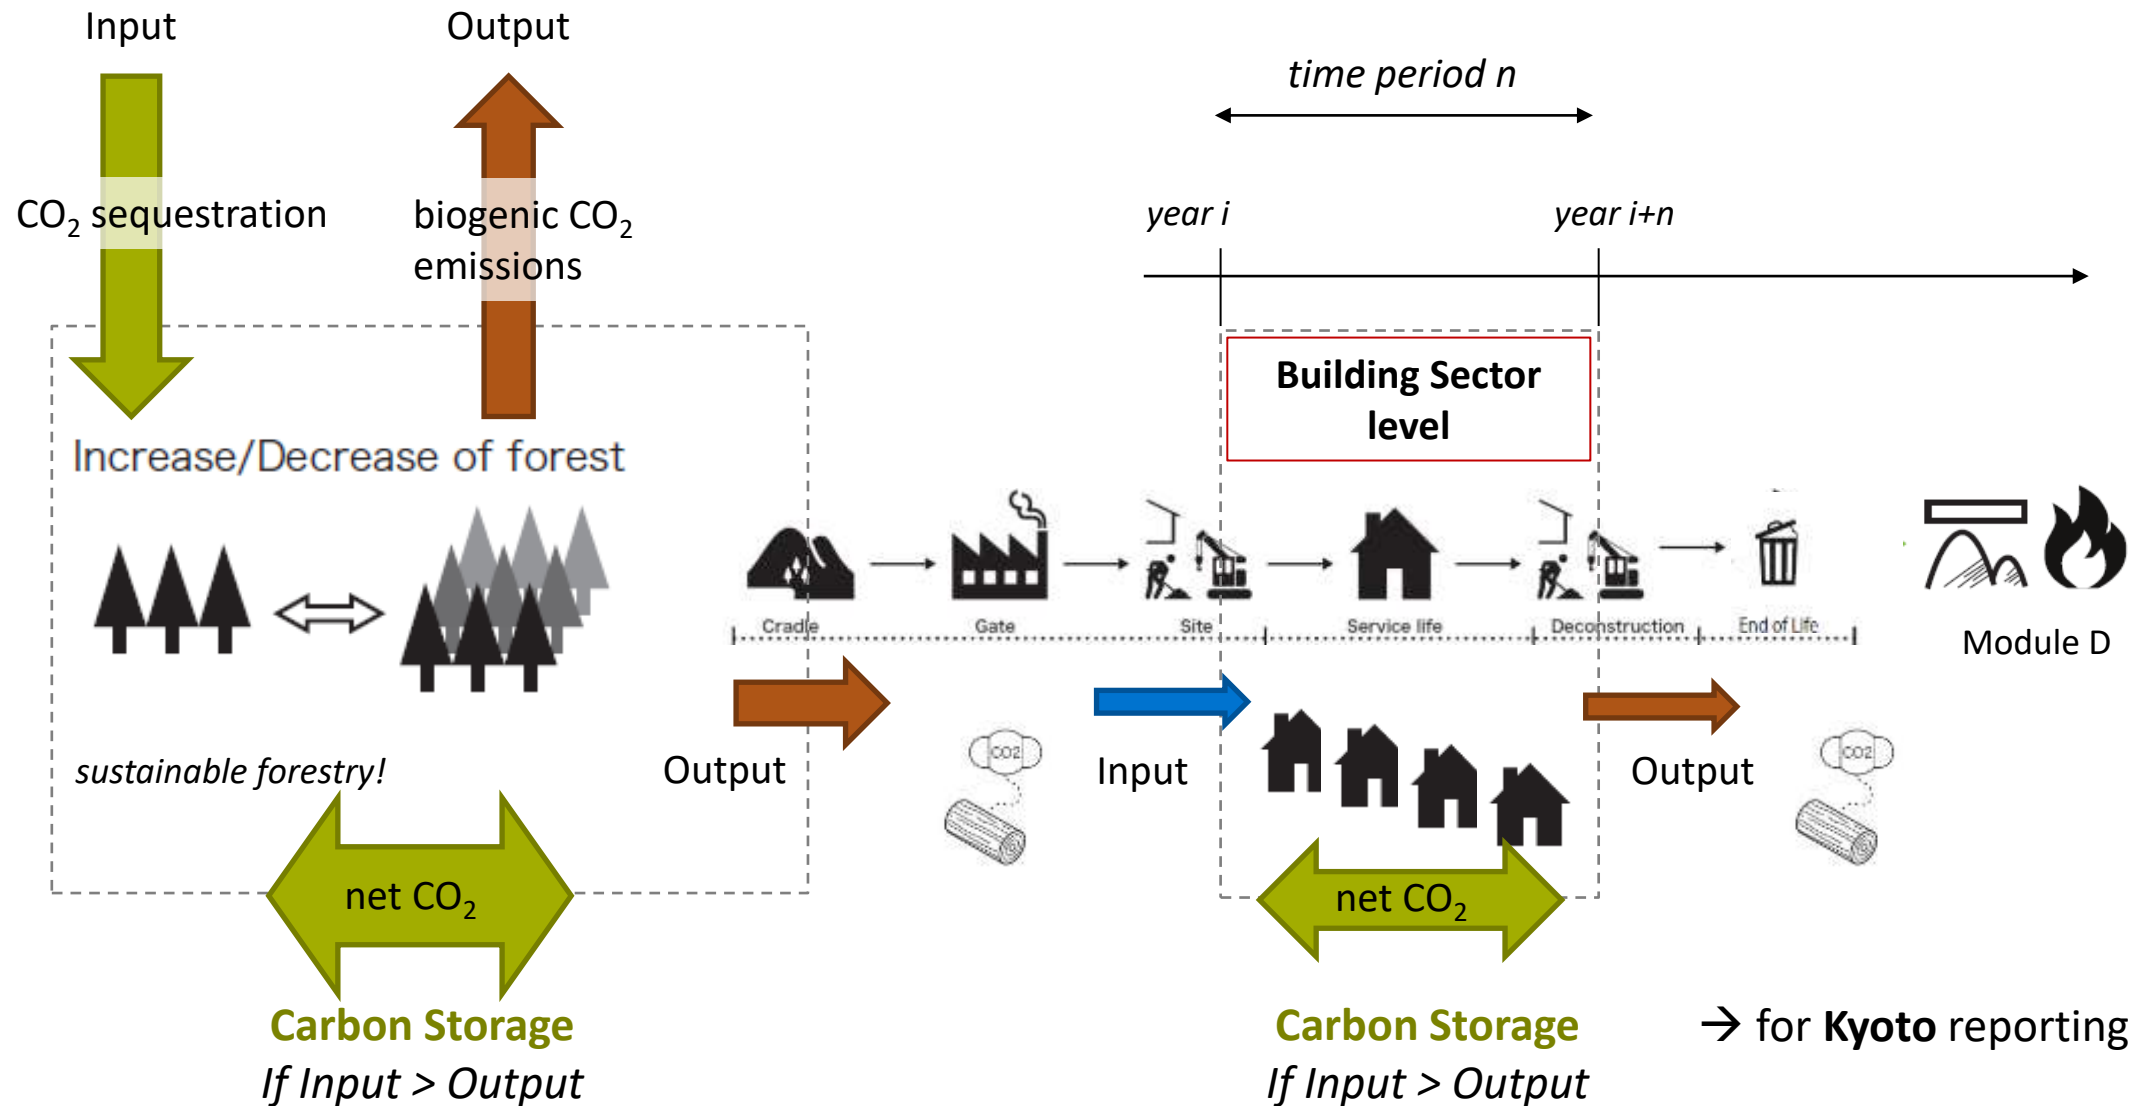 Input
Output
time period n
CO₂ sequestration
biogenic CO₂
emissions
year i
year i+n
Building Sector
level
Increase/Decrease of forest
Cradle
Gate
Site
Service life
Deconstruction
End of Life
Module D
sustainable forestry!
Output
CO2
Input
Output
CO2
net CO₂
net CO₂
Carbon Storage
If Input > Output
Carbon Storage
If Input > Output
→ for Kyoto reporting